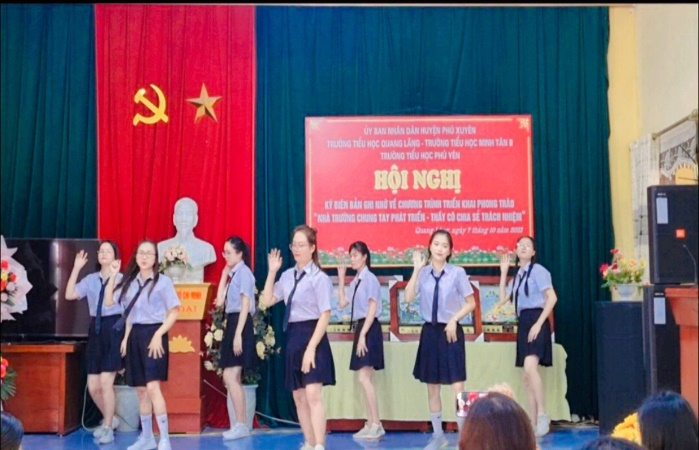 ỦY BAN NHÂN DÂN HUYỆN PHÚ XUYÊN
TRƯỜNG TIỂU HỌC QUANG LÃNG - TRƯỜNG TIỂU HỌC MINH TÂN B
TRƯỜNG TIỂU HỌC PHÚ YÊN
HỘI NGHỊ
KÝ BIÊN BẢN GHI NHỚ VỀ CHƯƠNG TRÌNH TRIỂN KHAI PHONG TRÀO
"NHÀ TRƯỜNG CHUNG TAY PHÁT TRIỂN - THẦY CÔ CHIA SẺ TRÁCH NHIỆM"
Quang ngày 7 tháng 10 năm 2023